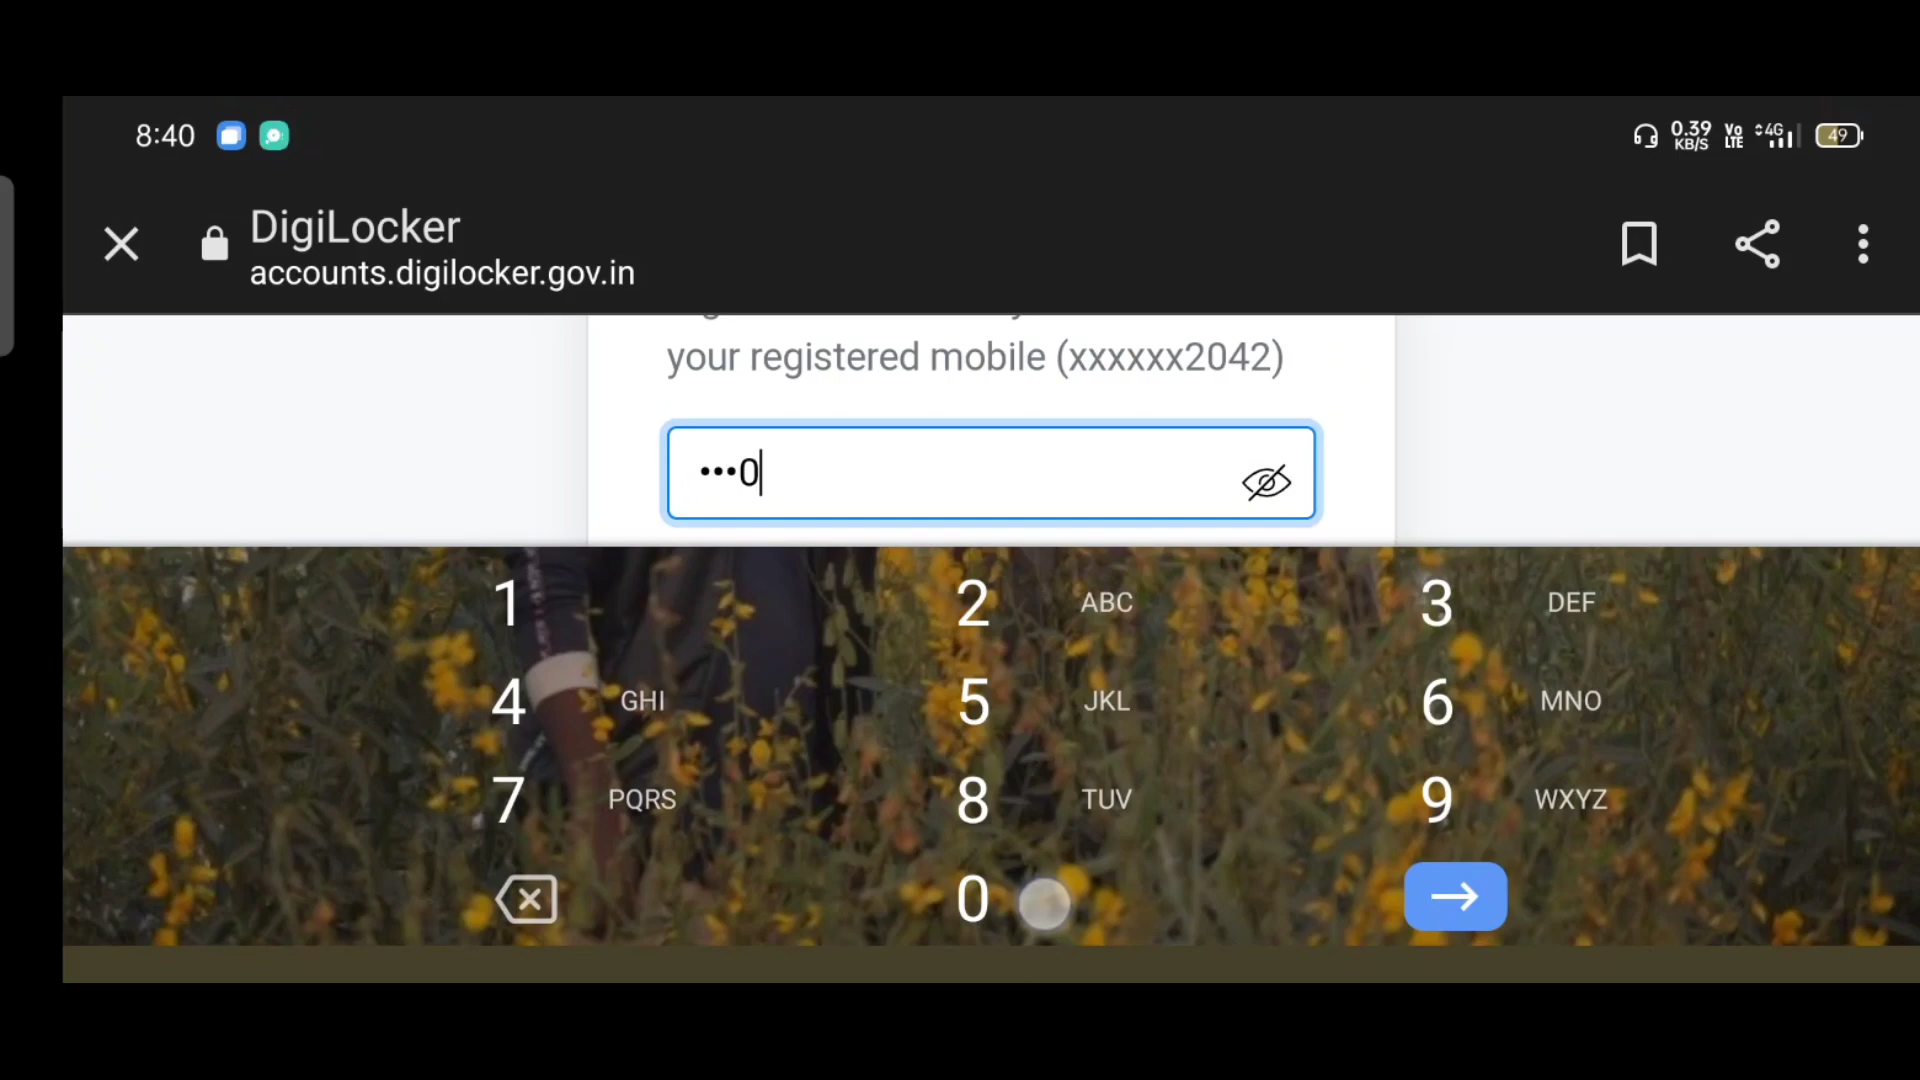 8:40
0.39 KB/S Vo LTE 4G 49
DigiLocker
accounts.digilocker.gov.in
your registered mobile (xxxxxx2042)
•••0
1 2 ABC 3 DEF
4 GHI 5 JKL 6 MNO
7 PQRS 8 TUV 9 WXYZ
0